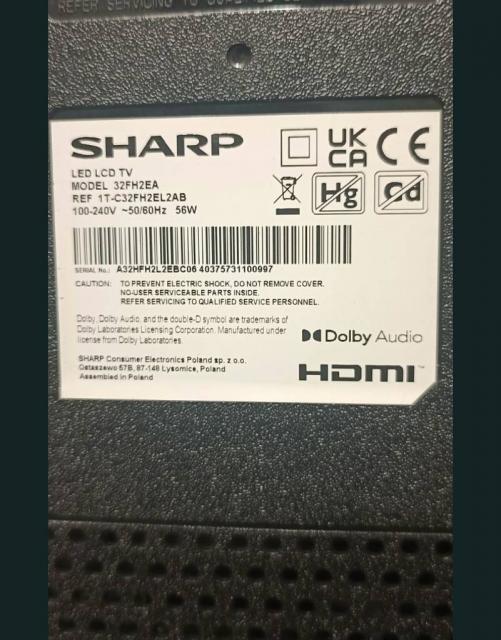 REFER SERVICING TO
SHARP
UK
CA CE
LED LCD TV
MODEL 32FH2EA
REF 1T-C32FH2EL2AB
100-240V ~50/60Hz 56W
Hg Cd
SERIAL No.: A32HFH2L2EBC06 40375731100997
CAUTION: TO PREVENT ELECTRIC SHOCK, DO NOT REMOVE COVER.
NO-USER SERVICEABLE PARTS INSIDE.
REFER SERVICING TO QUALIFIED SERVICE PERSONNEL.
Dolby, Dolby Audio, and the double-D symbol are trademarks of
Dolby Laboratories Licensing Corporation. Manufactured under
license from Dolby Laboratories.
Dolby Audio
SHARP Consumer Electronics Poland sp. z o.o.
Ostaszewo 57B, 87-148 Lysomice, Poland
Assembled in Poland
HDMI™